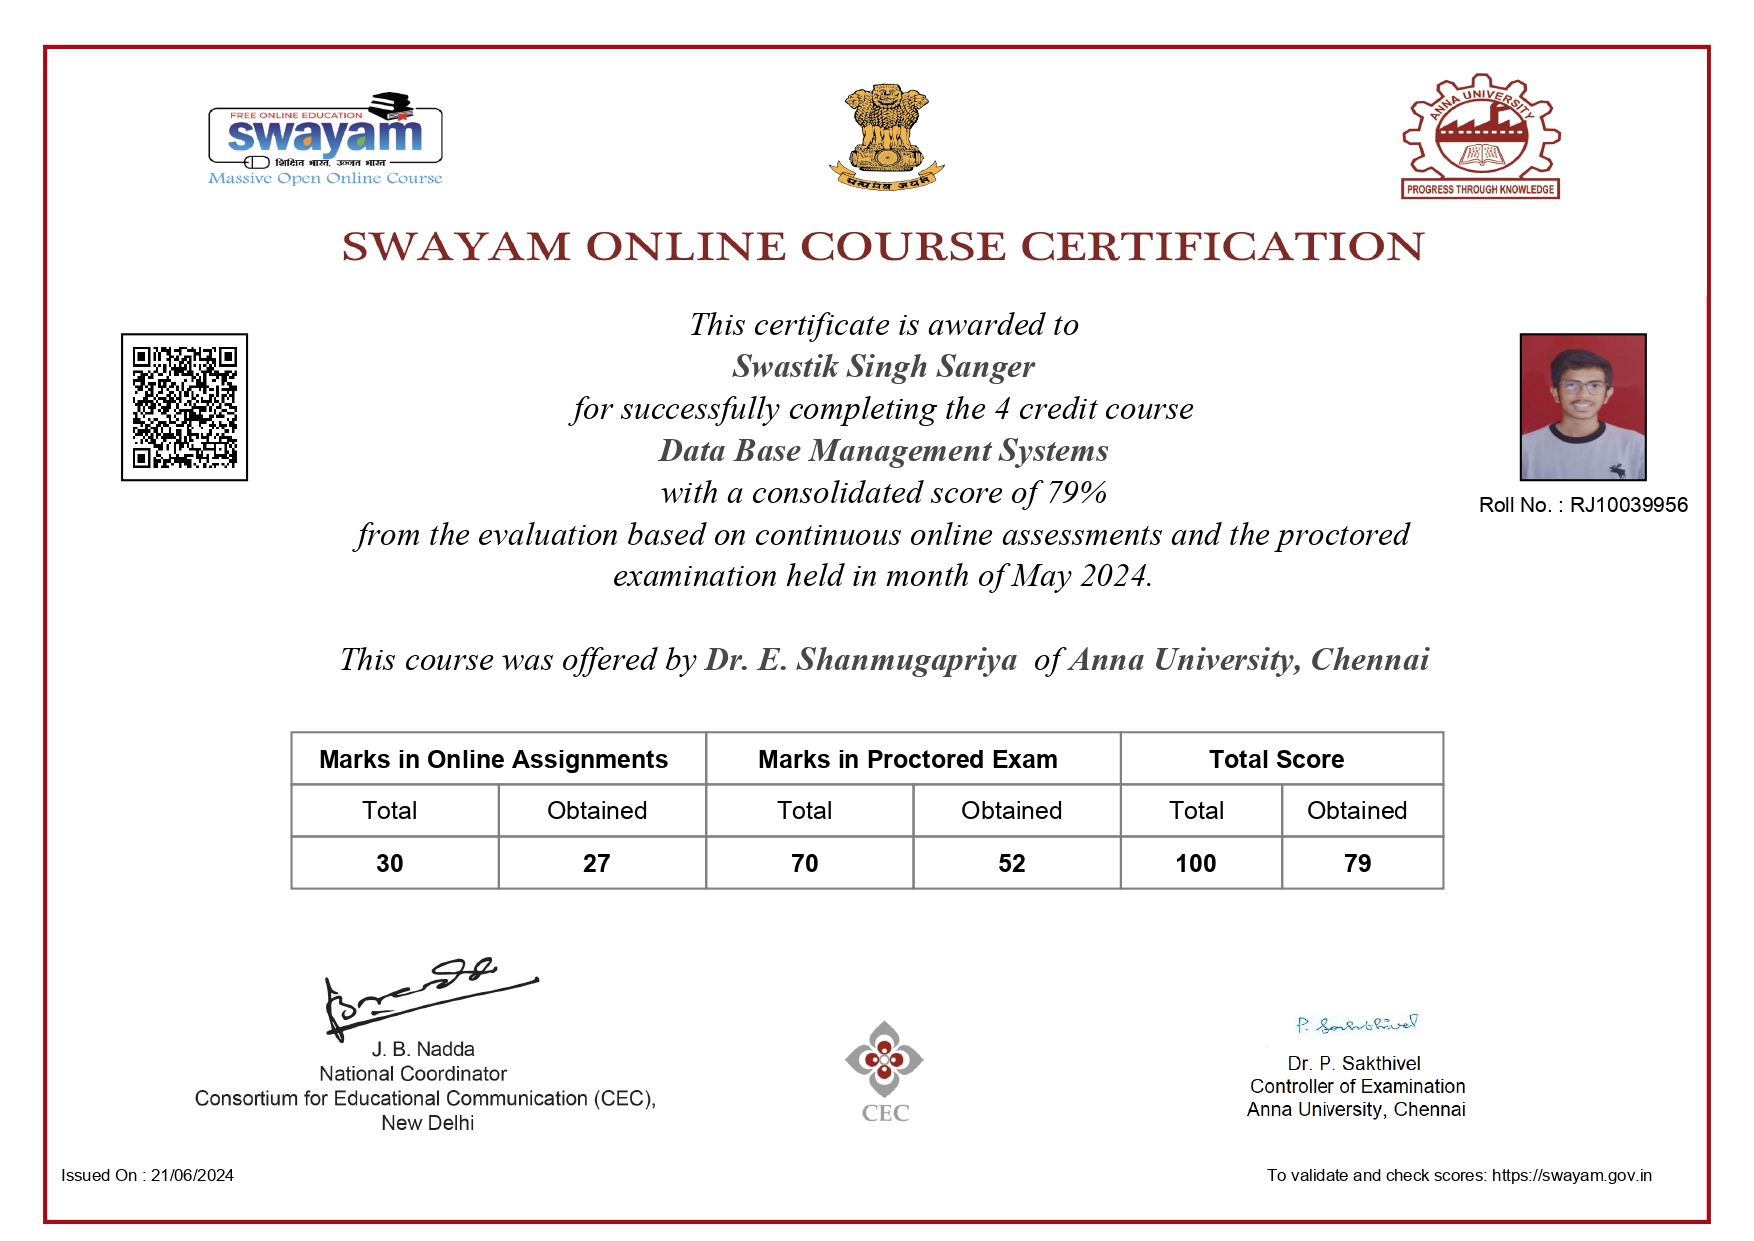 FREE ONLINE EDUCATION
swayam
शिक्षित भारत, उन्नत भारत
Massive Open Online Course
सत्यमेव जयते
ANNA UNIVERSITY
PROGRESS THROUGH KNOWLEDGE
SWAYAM ONLINE COURSE CERTIFICATION
This certificate is awarded to
Swastik Singh Sanger
for successfully completing the 4 credit course
Data Base Management Systems
with a consolidated score of 79%
from the evaluation based on continuous online assessments and the proctored
examination held in month of May 2024.
Roll No. : RJ10039956
This course was offered by Dr. E. Shanmugapriya of Anna University, Chennai
Marks in Online Assignments Marks in Proctored Exam Total Score
Total Obtained Total Obtained Total Obtained
30 27 70 52 100 79
J. B. Nadda
National Coordinator
Consortium for Educational Communication (CEC),
New Delhi
CEC
P. Sakthivel
Dr. P. Sakthivel
Controller of Examination
Anna University, Chennai
Issued On : 21/06/2024
To validate and check scores: https://swayam.gov.in